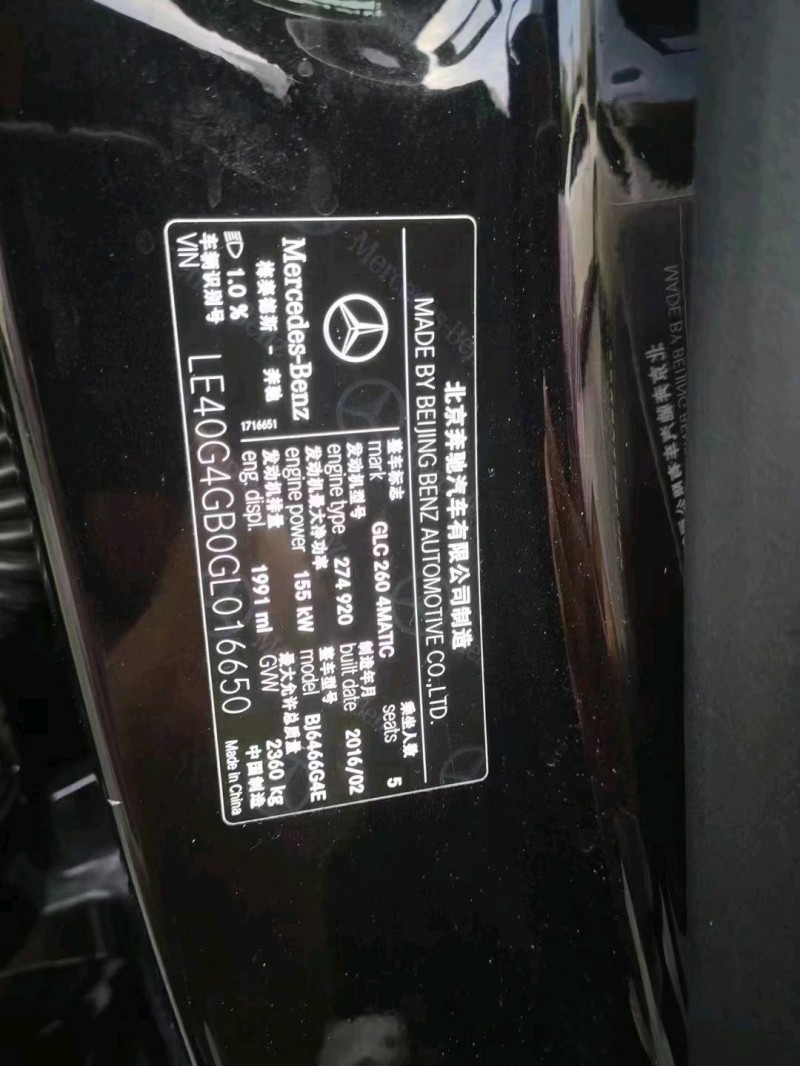 北京奔驰汽车有限公司制造
MADE BY BEIJING BENZ AUTOMOTIVE CO.,LTD.
Mercedes-Benz
梅赛德斯 - 奔驰
1.0 %
1716651
整车标志
mark GLC 260 4MATIC
乘坐人数
seats 5
发动机型号
engine type 274 920
制造年月
built date 2016/02
发动机最大净功率
engine power 155 kW
整车型号
model BJ6466G4E
发动机排量
eng. displ. 1991 ml
最大允许总质量
GVW 2360 kg
车辆识别号
VIN LE40G4GB0GL016650
中国制造
Made in China